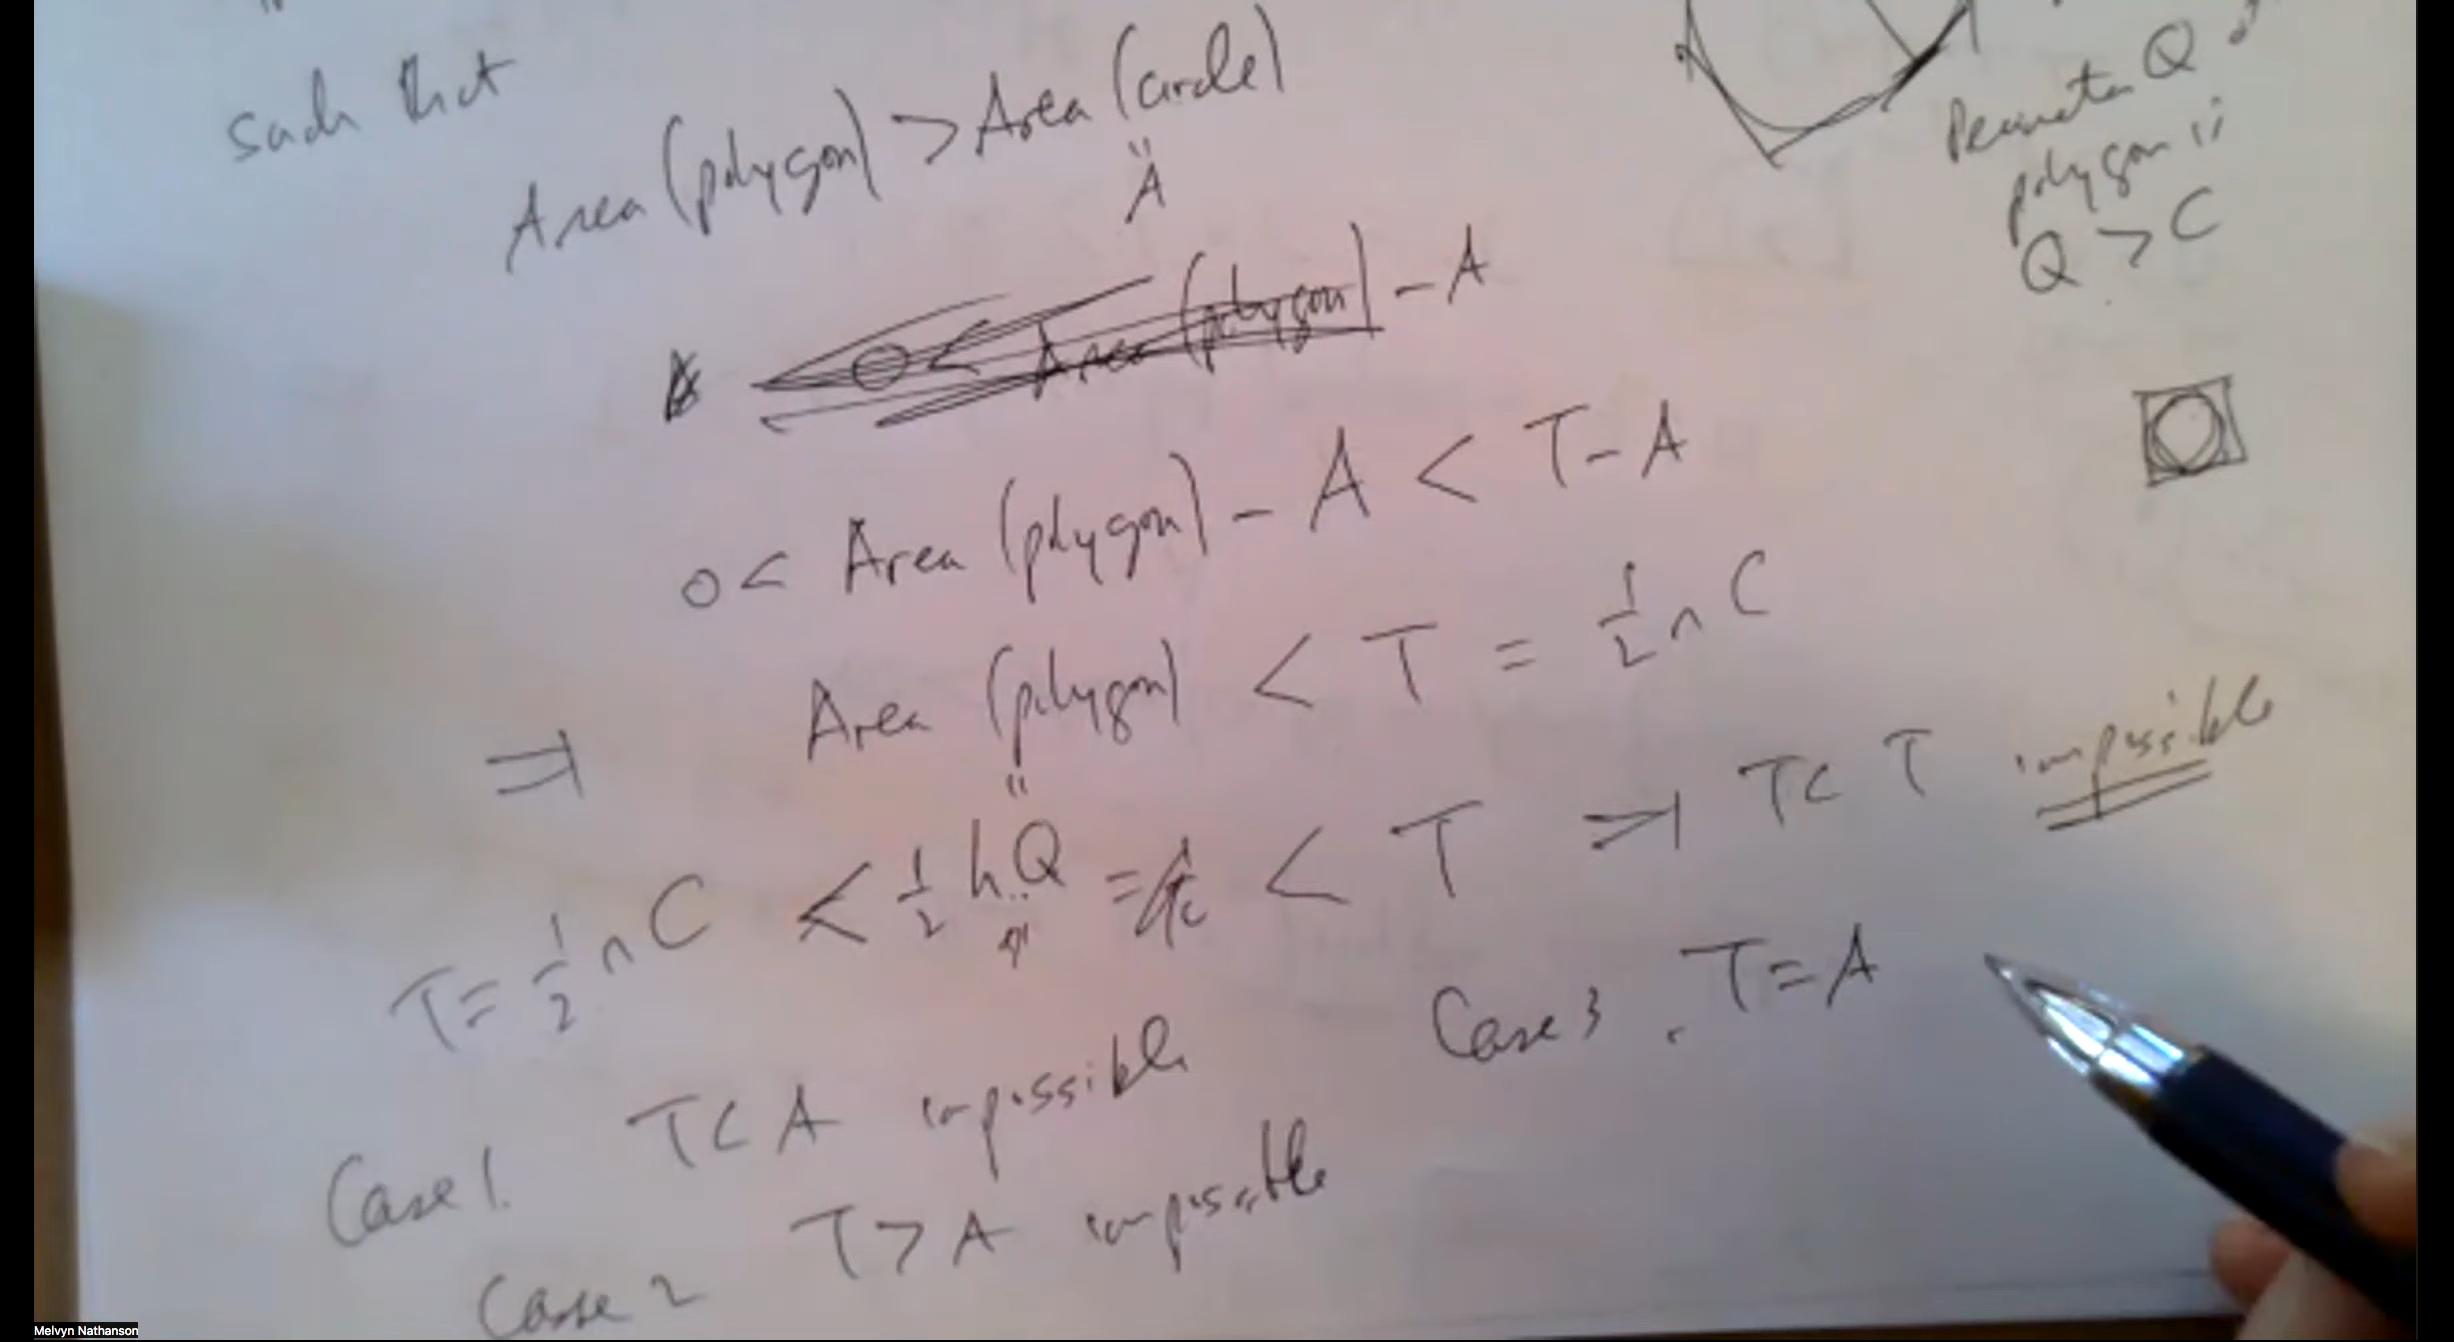 such that
Area (polygon) > Area (circle)
"
A
0 < Area (polygon) - A
0 < Area (polygon) - A < T - A
⇒ Area (polygon) < T = 1/2 r C
"
T = 1/2 r C < 1/2 h Q = < T ⇒ T < T impossible
Case 1. T < A impossible
Case 3. T = A
Case 2 T > A impossible
Perimeter Q of
polygon is
Q > C
Melvyn Nathanson